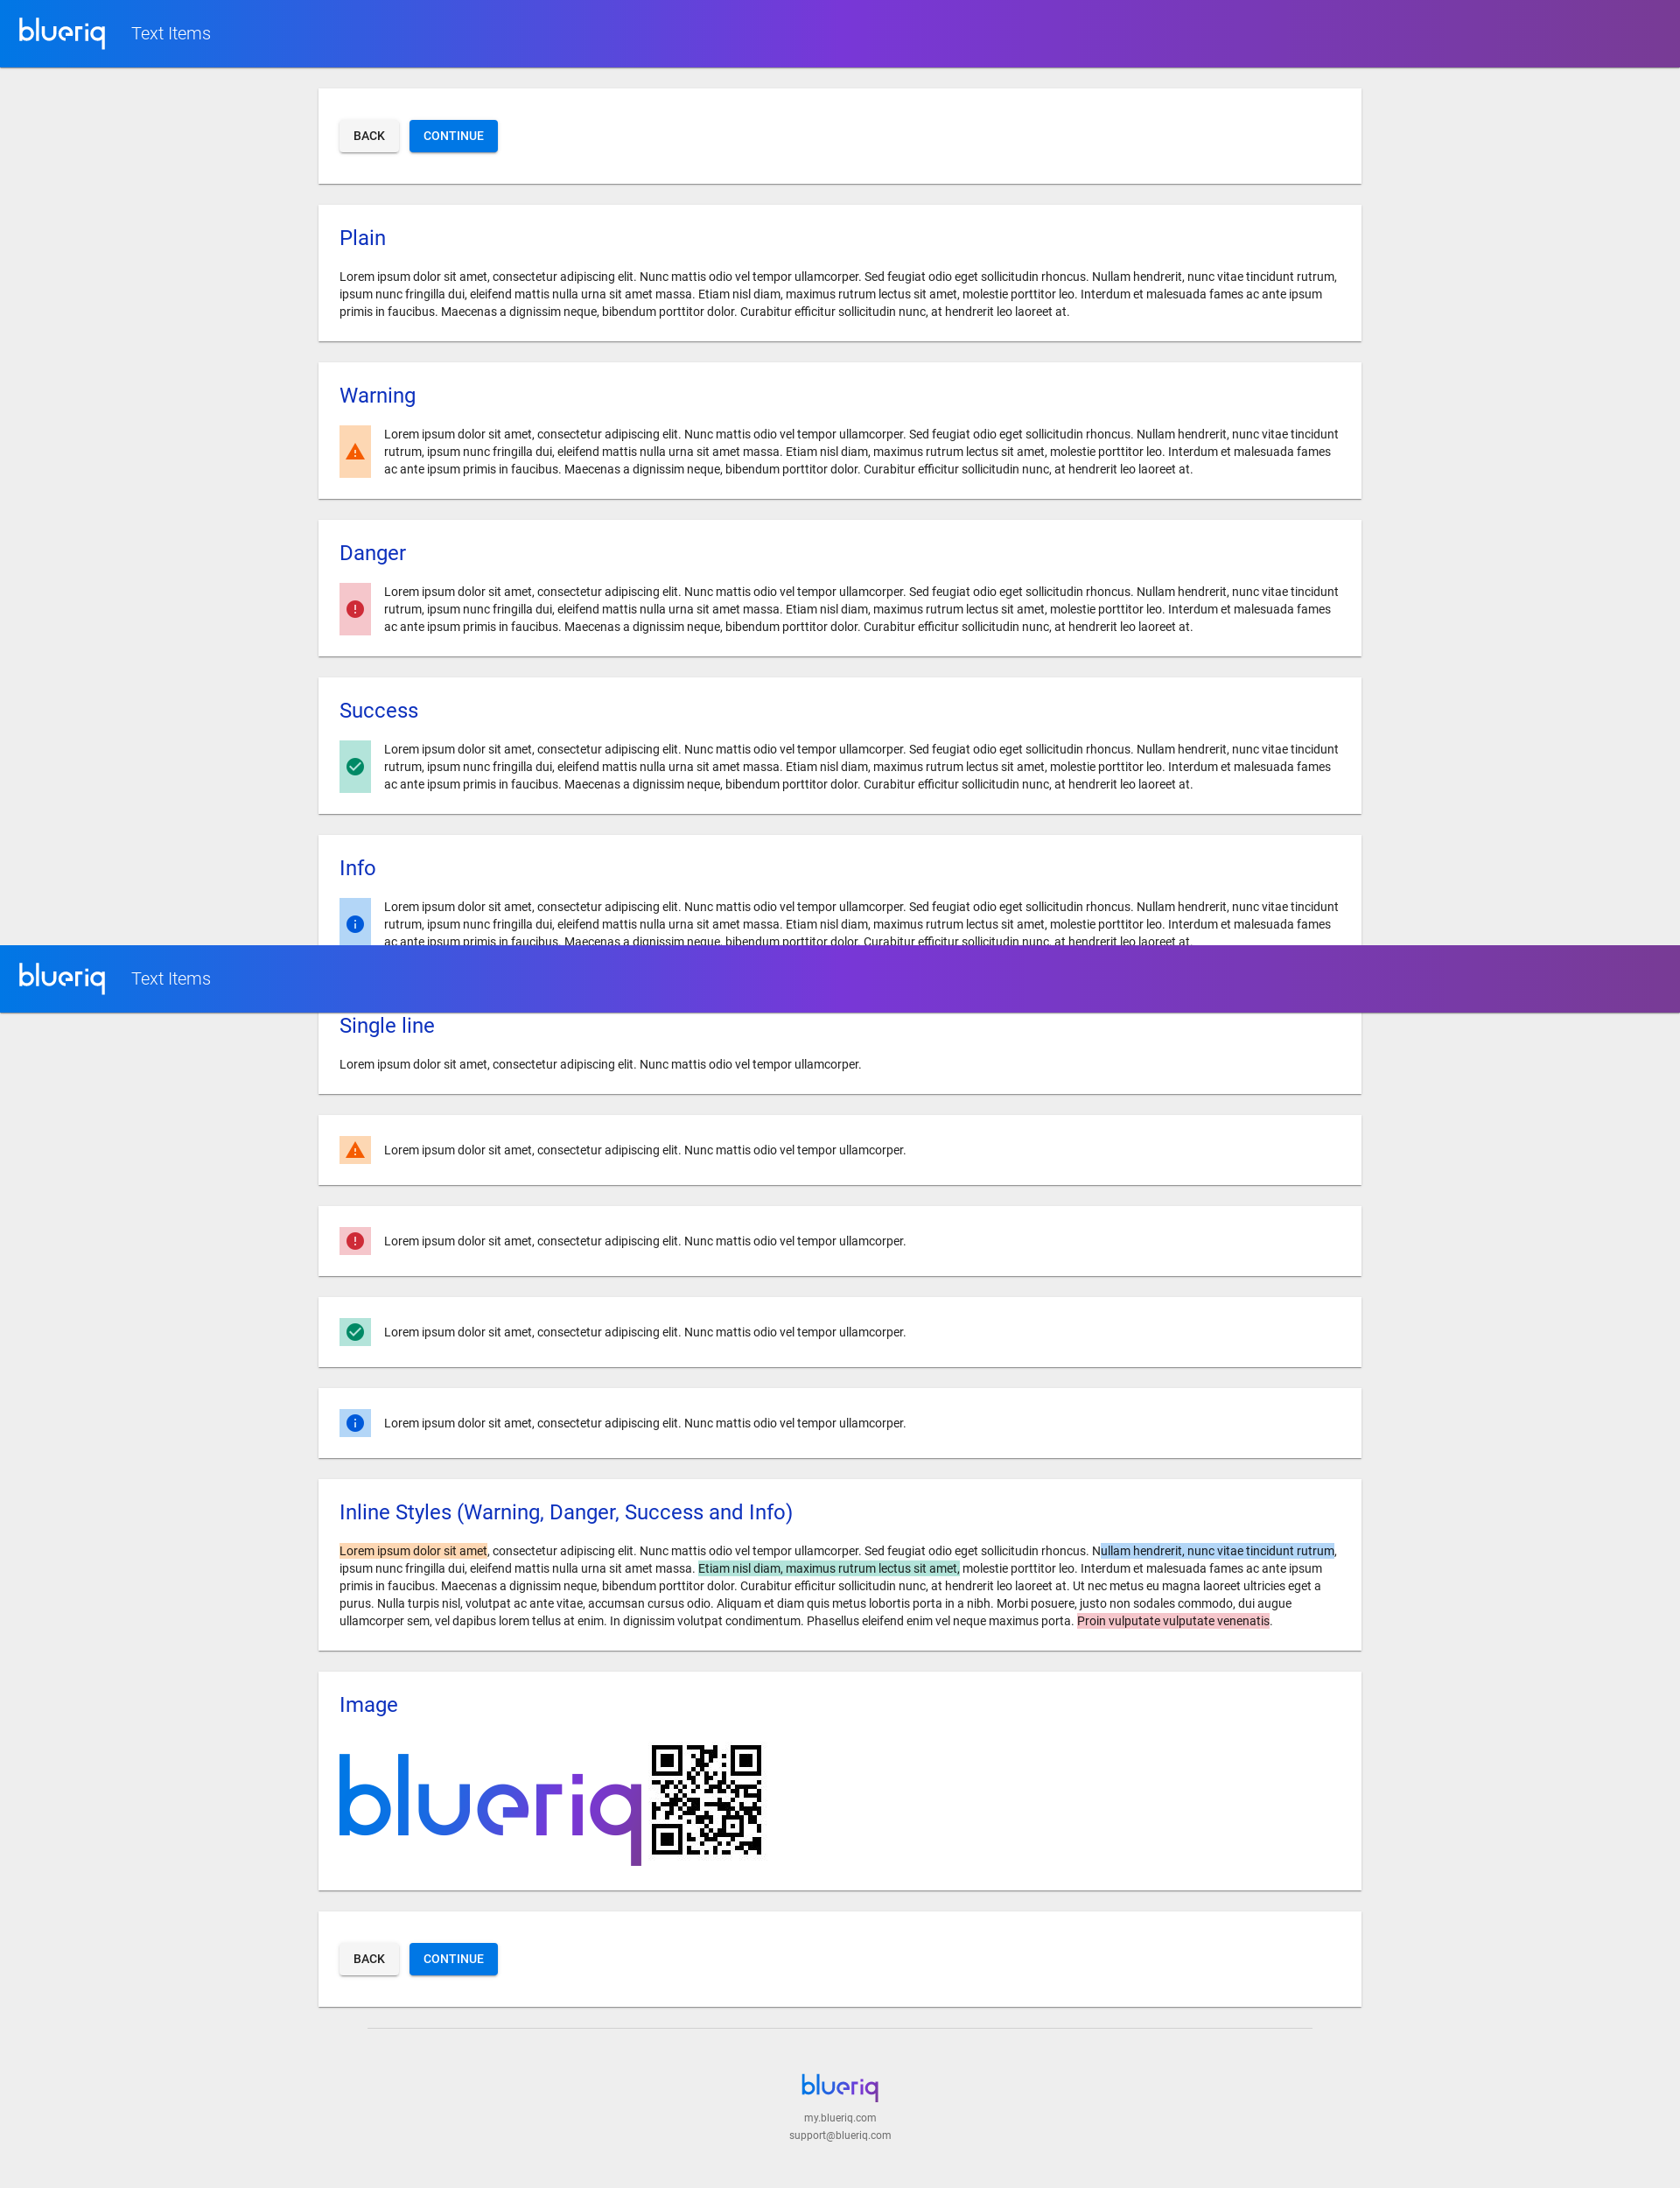 blueriq Text Items
BACK CONTINUE
Plain
Lorem ipsum dolor sit amet, consectetur adipiscing elit. Nunc mattis odio vel tempor ullamcorper. Sed feugiat odio eget sollicitudin rhoncus. Nullam hendrerit, nunc vitae tincidunt rutrum,
ipsum nunc fringilla dui, eleifend mattis nulla urna sit amet massa. Etiam nisl diam, maximus rutrum lectus sit amet, molestie porttitor leo. Interdum et malesuada fames ac ante ipsum
primis in faucibus. Maecenas a dignissim neque, bibendum porttitor dolor. Curabitur efficitur sollicitudin nunc, at hendrerit leo laoreet at.
Warning
Lorem ipsum dolor sit amet, consectetur adipiscing elit. Nunc mattis odio vel tempor ullamcorper. Sed feugiat odio eget sollicitudin rhoncus. Nullam hendrerit, nunc vitae tincidunt
rutrum, ipsum nunc fringilla dui, eleifend mattis nulla urna sit amet massa. Etiam nisl diam, maximus rutrum lectus sit amet, molestie porttitor leo. Interdum et malesuada fames
ac ante ipsum primis in faucibus. Maecenas a dignissim neque, bibendum porttitor dolor. Curabitur efficitur sollicitudin nunc, at hendrerit leo laoreet at.
Danger
Lorem ipsum dolor sit amet, consectetur adipiscing elit. Nunc mattis odio vel tempor ullamcorper. Sed feugiat odio eget sollicitudin rhoncus. Nullam hendrerit, nunc vitae tincidunt
rutrum, ipsum nunc fringilla dui, eleifend mattis nulla urna sit amet massa. Etiam nisl diam, maximus rutrum lectus sit amet, molestie porttitor leo. Interdum et malesuada fames
ac ante ipsum primis in faucibus. Maecenas a dignissim neque, bibendum porttitor dolor. Curabitur efficitur sollicitudin nunc, at hendrerit leo laoreet at.
Success
Lorem ipsum dolor sit amet, consectetur adipiscing elit. Nunc mattis odio vel tempor ullamcorper. Sed feugiat odio eget sollicitudin rhoncus. Nullam hendrerit, nunc vitae tincidunt
rutrum, ipsum nunc fringilla dui, eleifend mattis nulla urna sit amet massa. Etiam nisl diam, maximus rutrum lectus sit amet, molestie porttitor leo. Interdum et malesuada fames
ac ante ipsum primis in faucibus. Maecenas a dignissim neque, bibendum porttitor dolor. Curabitur efficitur sollicitudin nunc, at hendrerit leo laoreet at.
Info
Lorem ipsum dolor sit amet, consectetur adipiscing elit. Nunc mattis odio vel tempor ullamcorper. Sed feugiat odio eget sollicitudin rhoncus. Nullam hendrerit, nunc vitae tincidunt
rutrum, ipsum nunc fringilla dui, eleifend mattis nulla urna sit amet massa. Etiam nisl diam, maximus rutrum lectus sit amet, molestie porttitor leo. Interdum et malesuada fames
ac ante ipsum primis in faucibus. Maecenas a dignissim neque, bibendum porttitor dolor. Curabitur efficitur sollicitudin nunc, at hendrerit leo laoreet at.
blueriq Text Items
Single line
Lorem ipsum dolor sit amet, consectetur adipiscing elit. Nunc mattis odio vel tempor ullamcorper.
Lorem ipsum dolor sit amet, consectetur adipiscing elit. Nunc mattis odio vel tempor ullamcorper.
Lorem ipsum dolor sit amet, consectetur adipiscing elit. Nunc mattis odio vel tempor ullamcorper.
Lorem ipsum dolor sit amet, consectetur adipiscing elit. Nunc mattis odio vel tempor ullamcorper.
Lorem ipsum dolor sit amet, consectetur adipiscing elit. Nunc mattis odio vel tempor ullamcorper.
Inline Styles (Warning, Danger, Success and Info)
Lorem ipsum dolor sit amet, consectetur adipiscing elit. Nunc mattis odio vel tempor ullamcorper. Sed feugiat odio eget sollicitudin rhoncus. Nullam hendrerit, nunc vitae tincidunt rutrum,
ipsum nunc fringilla dui, eleifend mattis nulla urna sit amet massa. Etiam nisl diam, maximus rutrum lectus sit amet, molestie porttitor leo. Interdum et malesuada fames ac ante ipsum
primis in faucibus. Maecenas a dignissim neque, bibendum porttitor dolor. Curabitur efficitur sollicitudin nunc, at hendrerit leo laoreet at. Ut nec metus eu magna laoreet ultricies eget a
purus. Nulla turpis nisl, volutpat ac ante vitae, accumsan cursus odio. Aliquam et diam quis metus lobortis porta in a nibh. Morbi posuere, justo non sodales commodo, dui augue
ullamcorper sem, vel dapibus lorem tellus at enim. In dignissim volutpat condimentum. Phasellus eleifend enim vel neque maximus porta. Proin vulputate vulputate venenatis.
Image
blueriq
BACK CONTINUE
blueriq
my.blueriq.com
support@blueriq.com